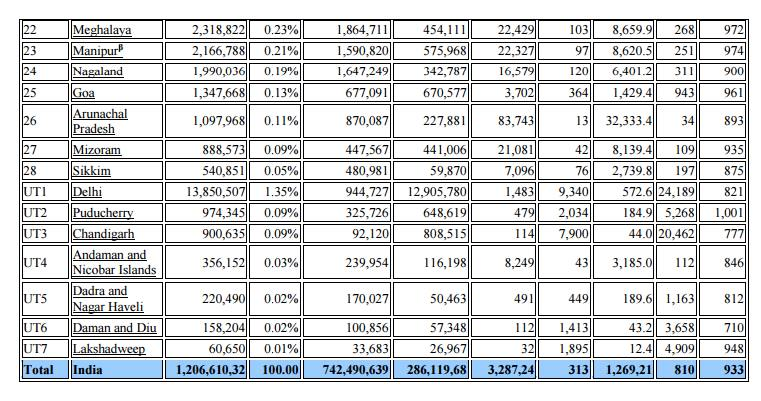 22 Meghalaya 2,318,822 0.23% 1,864,711 454,111 22,429 103 8,659.9 268 972
23 Manipurᵝ 2,166,788 0.21% 1,590,820 575,968 22,327 97 8,620.5 251 974
24 Nagaland 1,990,036 0.19% 1,647,249 342,787 16,579 120 6,401.2 311 900
25 Goa 1,347,668 0.13% 677,091 670,577 3,702 364 1,429.4 943 961
26 Arunachal Pradesh 1,097,968 0.11% 870,087 227,881 83,743 13 32,333.4 34 893
27 Mizoram 888,573 0.09% 447,567 441,006 21,081 42 8,139.4 109 935
28 Sikkim 540,851 0.05% 480,981 59,870 7,096 76 2,739.8 197 875
UT1 Delhi 13,850,507 1.35% 944,727 12,905,780 1,483 9,340 572.6 24,189 821
UT2 Puducherry 974,345 0.09% 325,726 648,619 479 2,034 184.9 5,268 1,001
UT3 Chandigarh 900,635 0.09% 92,120 808,515 114 7,900 44.0 20,462 777
UT4 Andaman and Nicobar Islands 356,152 0.03% 239,954 116,198 8,249 43 3,185.0 112 846
UT5 Dadra and Nagar Haveli 220,490 0.02% 170,027 50,463 491 449 189.6 1,163 812
UT6 Daman and Diu 158,204 0.02% 100,856 57,348 112 1,413 43.2 3,658 710
UT7 Lakshadweep 60,650 0.01% 33,683 26,967 32 1,895 12.4 4,909 948
Total India 1,206,610,32 100.00 742,490,639 286,119,68 3,287,24 313 1,269,21 810 933